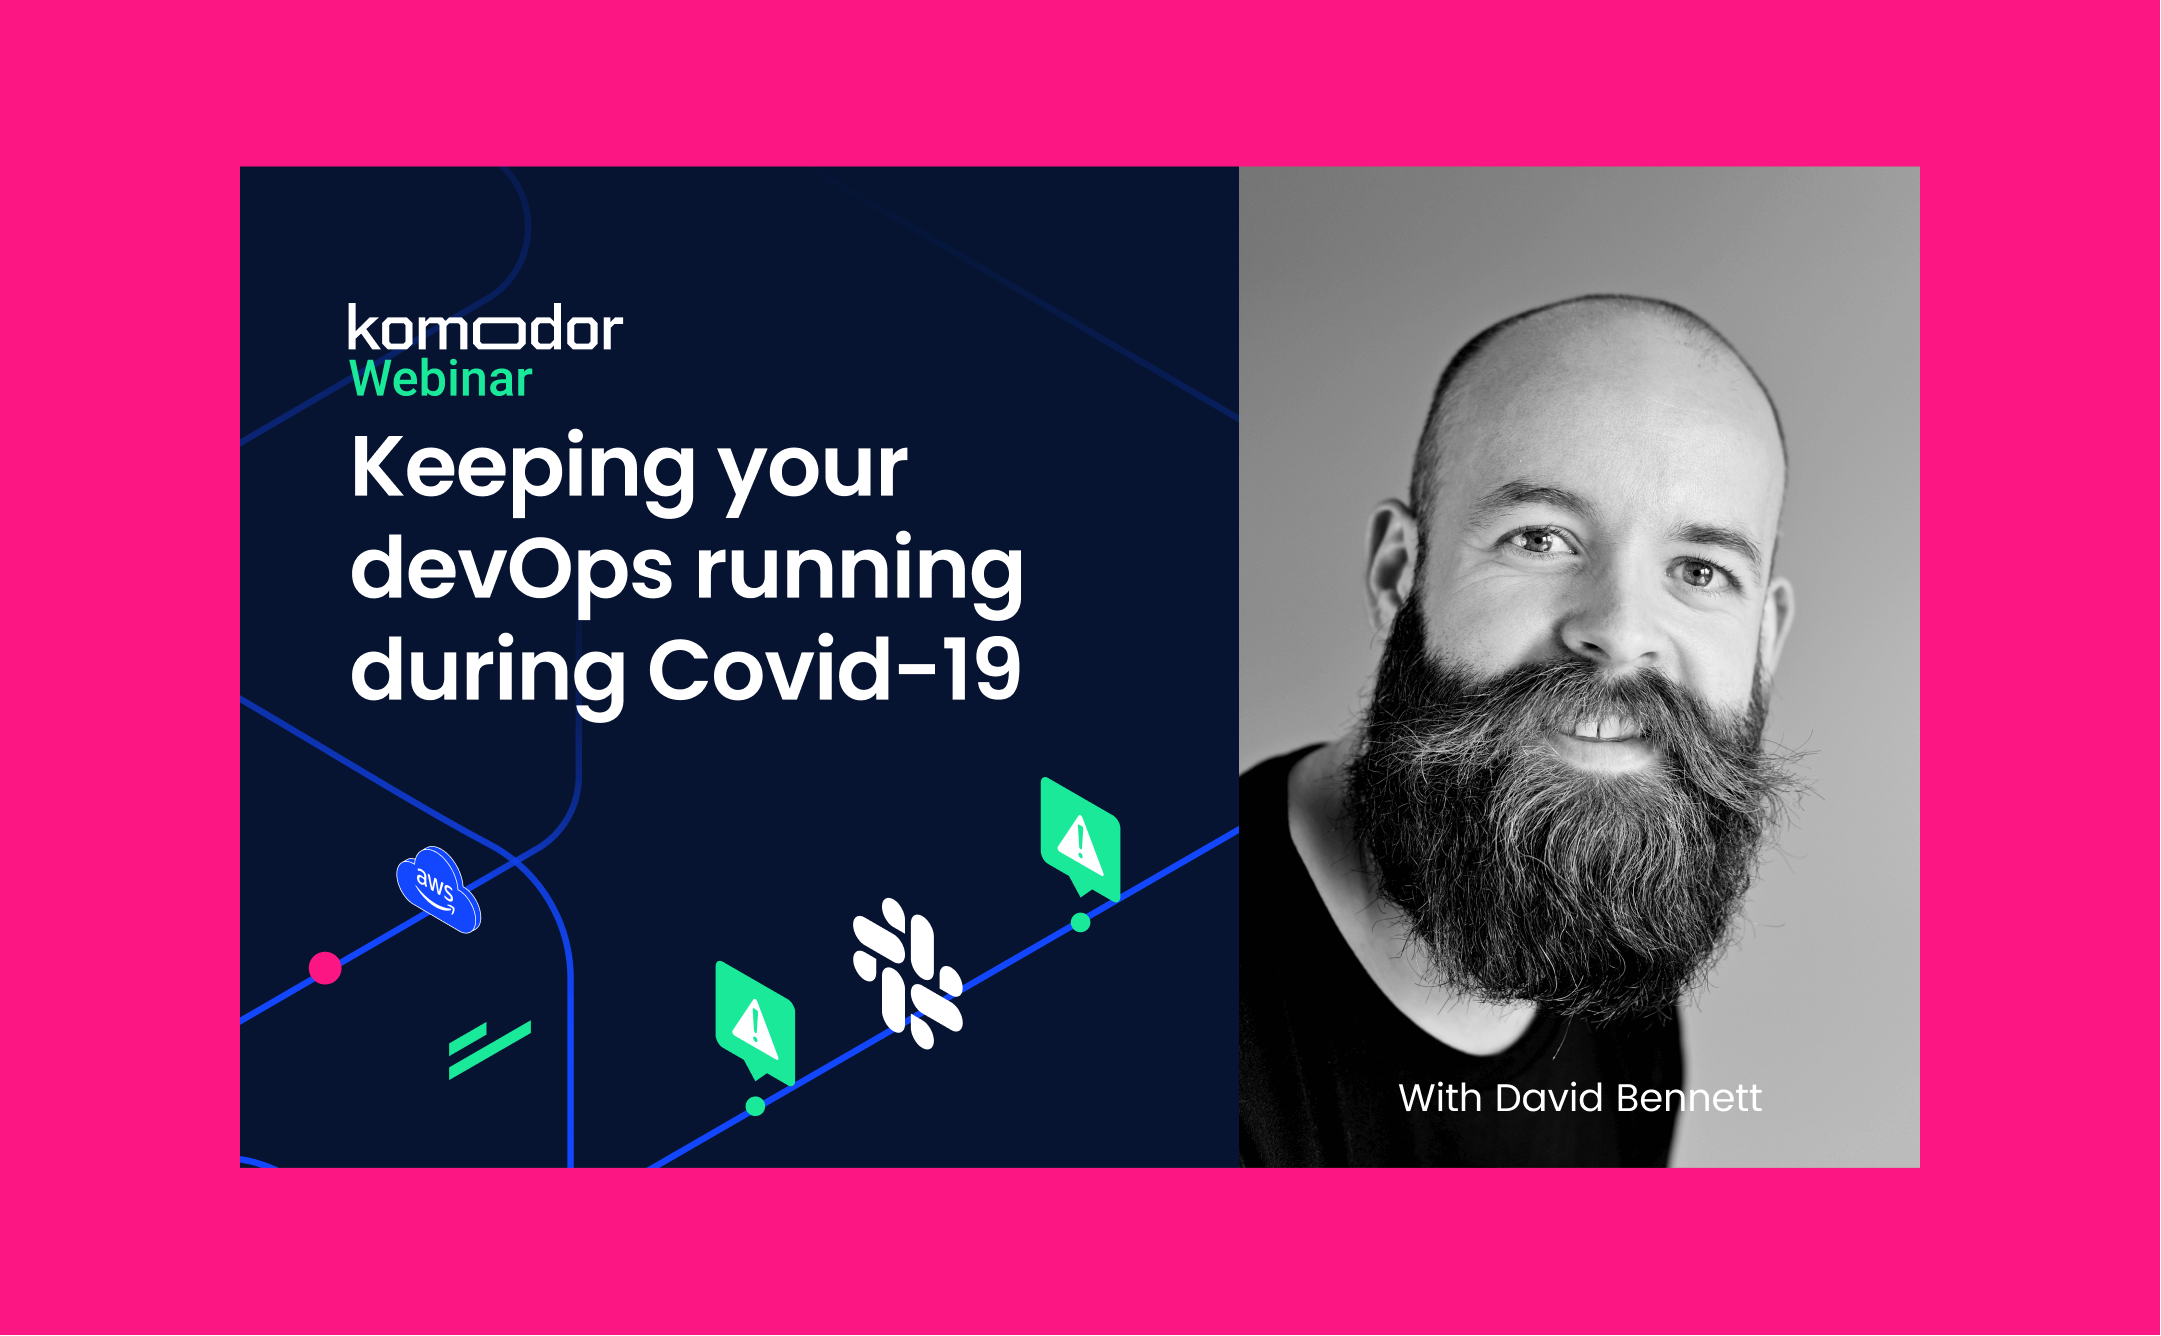 komodor
Webinar
Keeping your
devOps running
during Covid-19
aws
With David Bennett